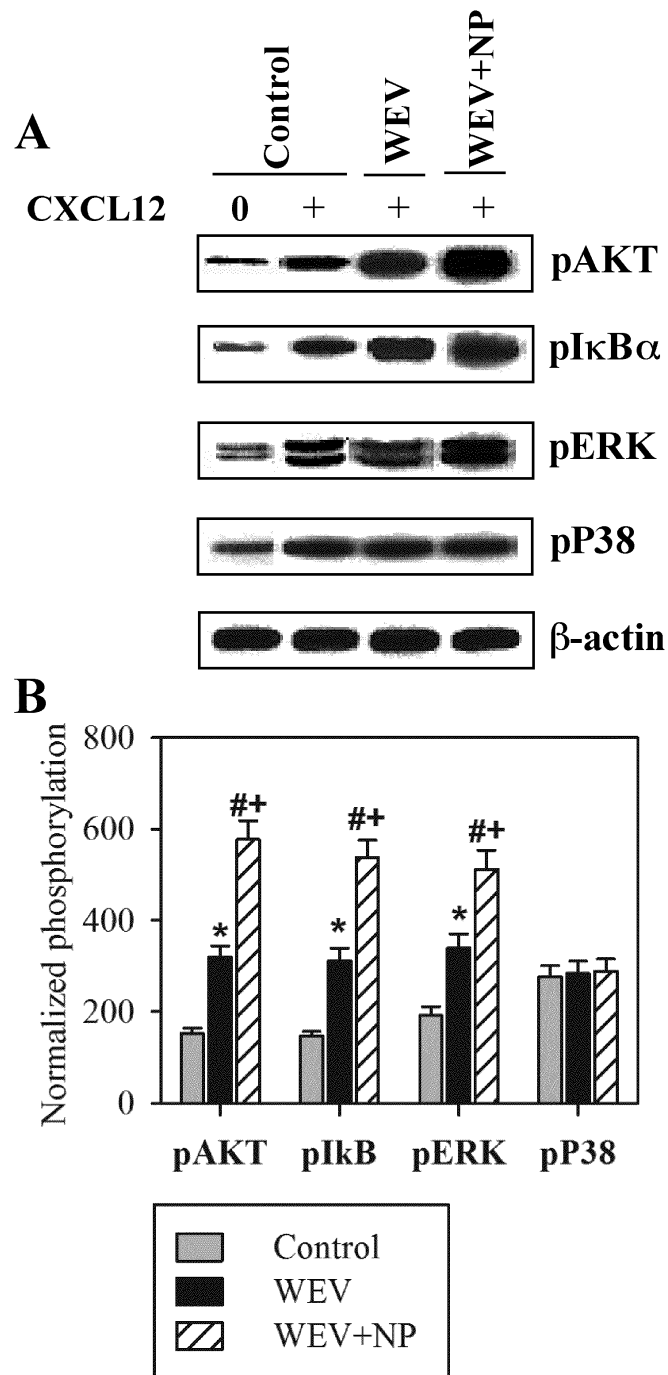 A
Control
WEV
WEV+NP
CXCL12 0 + + +
pAKT
pIκBα
pERK
pP38
β-actin
B
Normalized phosphorylation
800
600
400
200
0
#+
#+
#+
*
*
*
pAKT pIkB pERK pP38
Control
WEV
WEV+NP